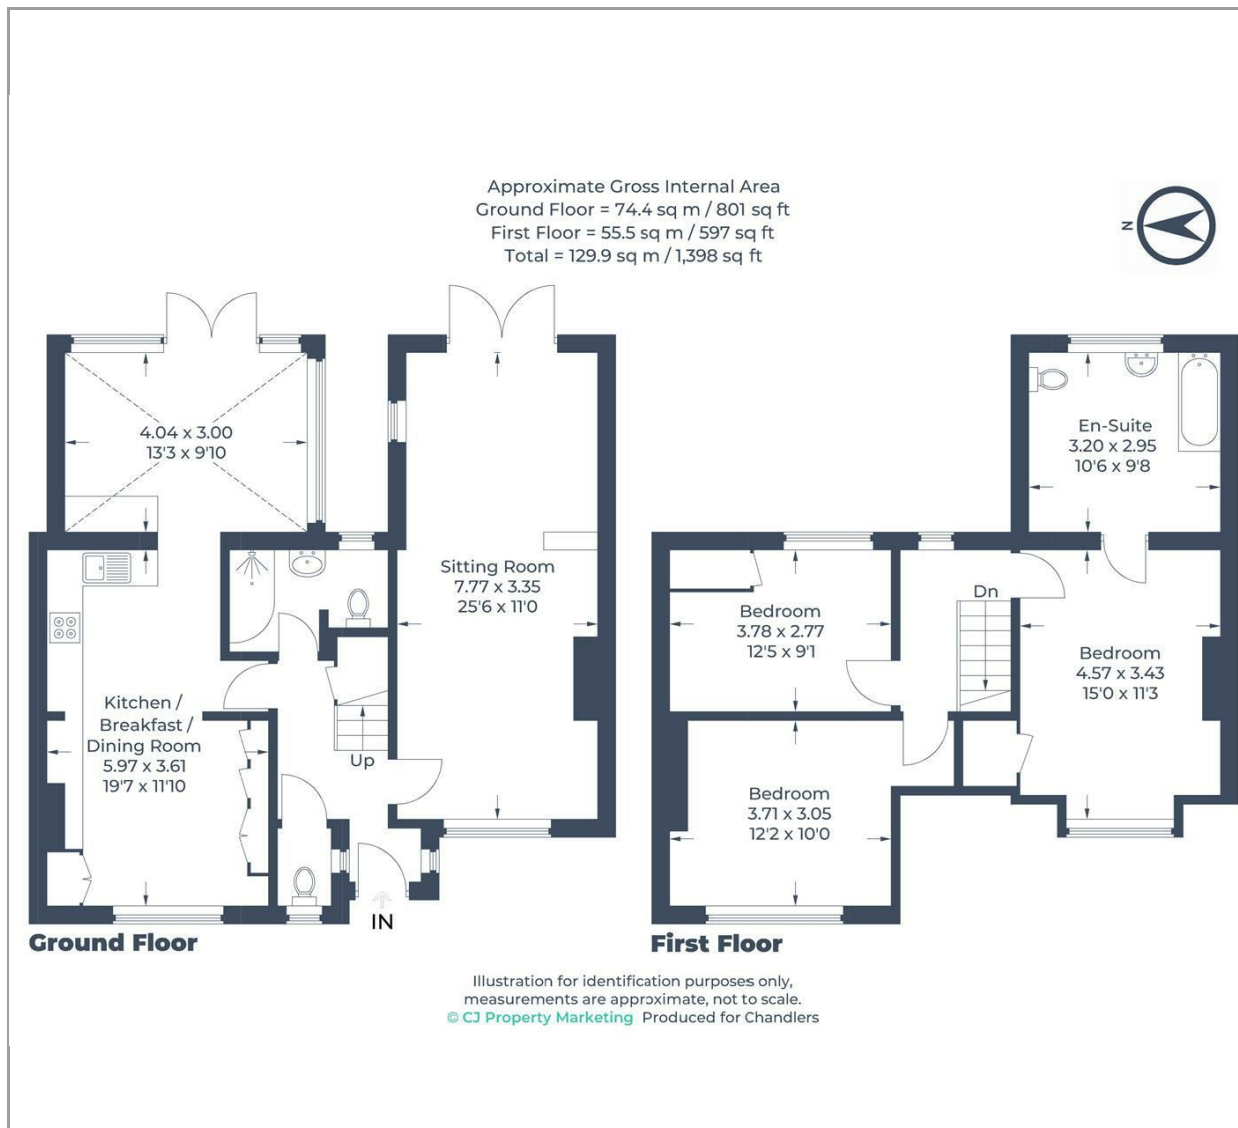 Approximate Gross Internal Area
Ground Floor = 74.4 sq m / 801 sq ft
First Floor = 55.5 sq m / 597 sq ft
Total = 129.9 sq m / 1,398 sq ft
N
4.04 x 3.00
13'3 x 9'10
Sitting Room
7.77 x 3.35
25'6 x 11'0
Kitchen /
Breakfast /
Dining Room
5.97 x 3.61
19'7 x 11'10
Up
IN
Ground Floor
En-Suite
3.20 x 2.95
10'6 x 9'8
Bedroom
3.78 x 2.77
12'5 x 9'1
Dn
Bedroom
4.57 x 3.43
15'0 x 11'3
Bedroom
3.71 x 3.05
12'2 x 10'0
First Floor
Illustration for identification purposes only,
measurements are approximate, not to scale.
© CJ Property Marketing Produced for Chandlers